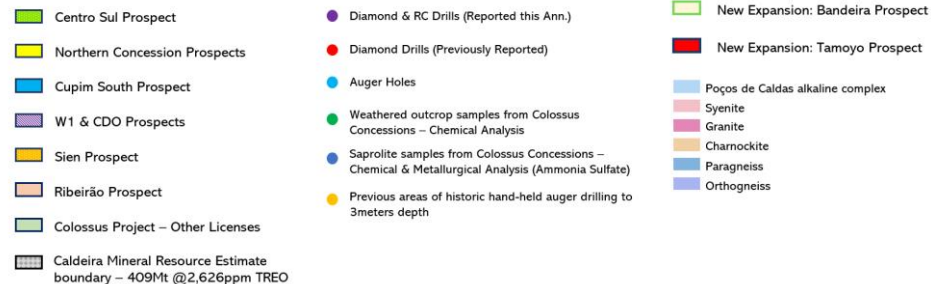 Centro Sul Prospect
Northern Concession Prospects
Cupim South Prospect
W1 & CDO Prospects
Sien Prospect
Ribeirão Prospect
Colossus Project – Other Licenses
Caldeira Mineral Resource Estimate
boundary – 409Mt @2,626ppm TREO
Diamond & RC Drills (Reported this Ann.)
Diamond Drills (Previously Reported)
Auger Holes
Weathered outcrop samples from Colossus
Concessions – Chemical Analysis
Saprolite samples from Colossus Concessions –
Chemical & Metallurgical Analysis (Ammonia Sulfate)
Previous areas of historic hand-held auger drilling to
3meters depth
New Expansion: Bandeira Prospect
New Expansion: Tamoyo Prospect
Poços de Caldas alkaline complex
Syenite
Granite
Charnockite
Paragneiss
Orthogneiss